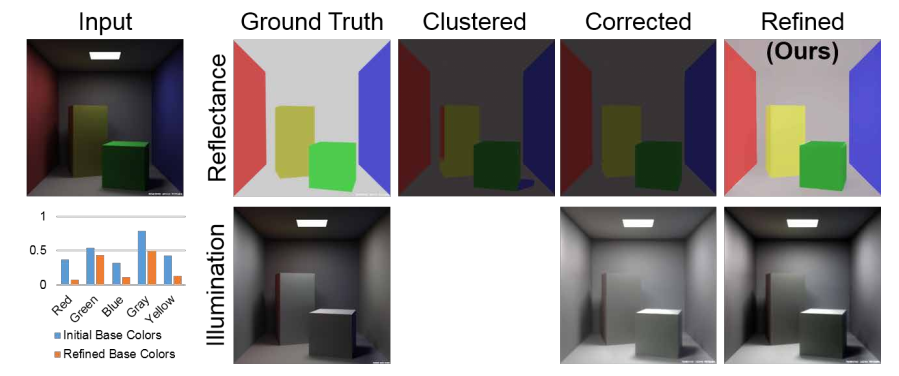 Input
Ground Truth
Clustered
Corrected
Refined
(Ours)
Reflectance
Illumination
1
0.5
0
Red
Green
Blue
Gray
Yellow
Initial Base Colors
Refined Base Colors